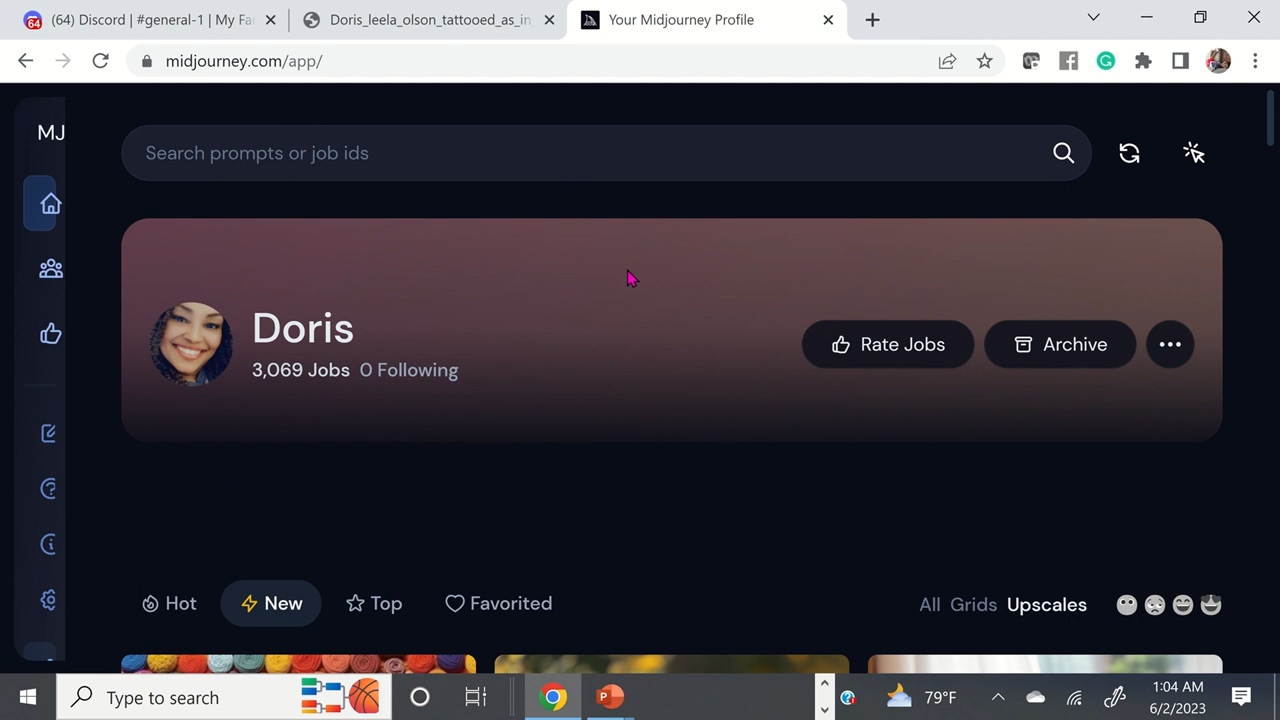 (64) Discord | #general-1 | My Fa
Doris_leela_olson_tattooed_as_in_
Your Midjourney Profile
midjourney.com/app/
MJ
Search prompts or job ids
Doris
3,069 Jobs 0 Following
Rate Jobs
Archive
Hot
New
Top
Favorited
All Grids Upscales
Type to search
79°F
1:04 AM
6/2/2023